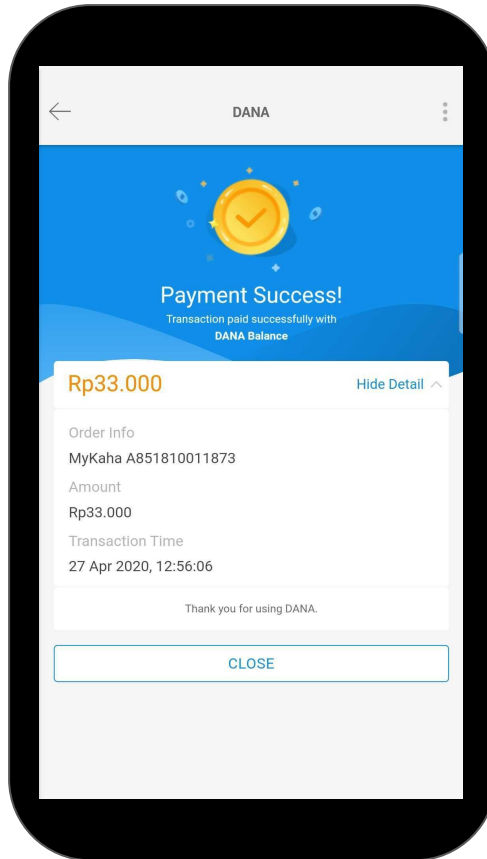 DANA
Payment Success!
Transaction paid successfully with
DANA Balance
Rp33.000
Hide Detail
Order Info
MyKaha A851810011873
Amount
Rp33.000
Transaction Time
27 Apr 2020, 12:56:06
Thank you for using DANA.
CLOSE